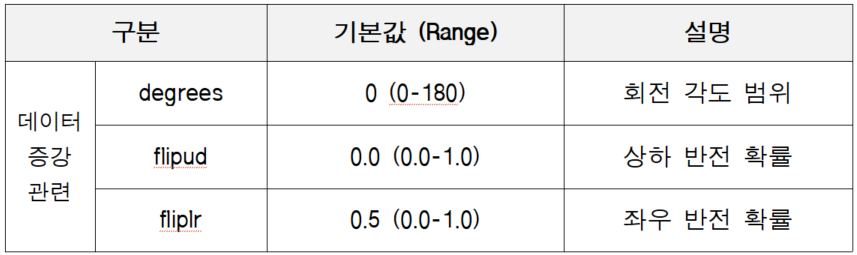 구분 기본값 (Range) 설명
데이터
증강
관련
degrees 0 (0-180) 회전 각도 범위
flipud 0.0 (0.0-1.0) 상하 반전 확률
fliplr 0.5 (0.0-1.0) 좌우 반전 확률